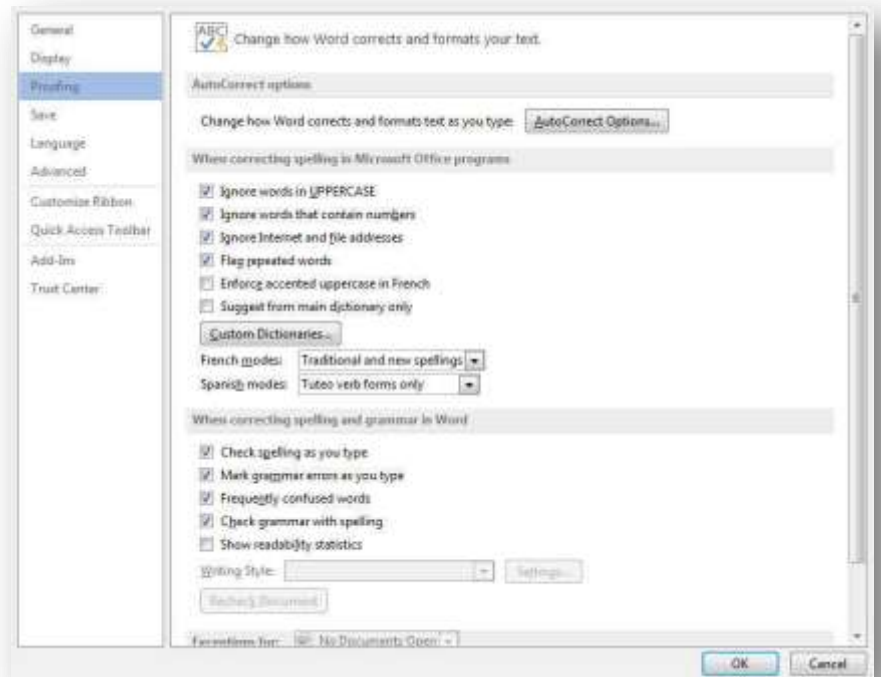 General
Display
Proofing
Save
Language
Advanced
Customize Ribbon
Quick Access Toolbar
Add-Ins
Trust Center
ABC
Change how Word corrects and formats your text.
AutoCorrect options
Change how Word corrects and formats text as you type: AutoCorrect Options...
When correcting spelling in Microsoft Office programs
Ignore words in UPPERCASE
Ignore words that contain numbers
Ignore Internet and file addresses
Flag repeated words
Enforce accented uppercase in French
Suggest from main dictionary only
Custom Dictionaries...
French modes: Traditional and new spellings
Spanish modes: Tuteo verb forms only
When correcting spelling and grammar in Word
Check spelling as you type
Mark grammar errors as you type
Frequently confused words
Check grammar with spelling
Show readability statistics
Writing Style: Settings...
Recheck Document
Exceptions for: No Documents Open
OK Cancel